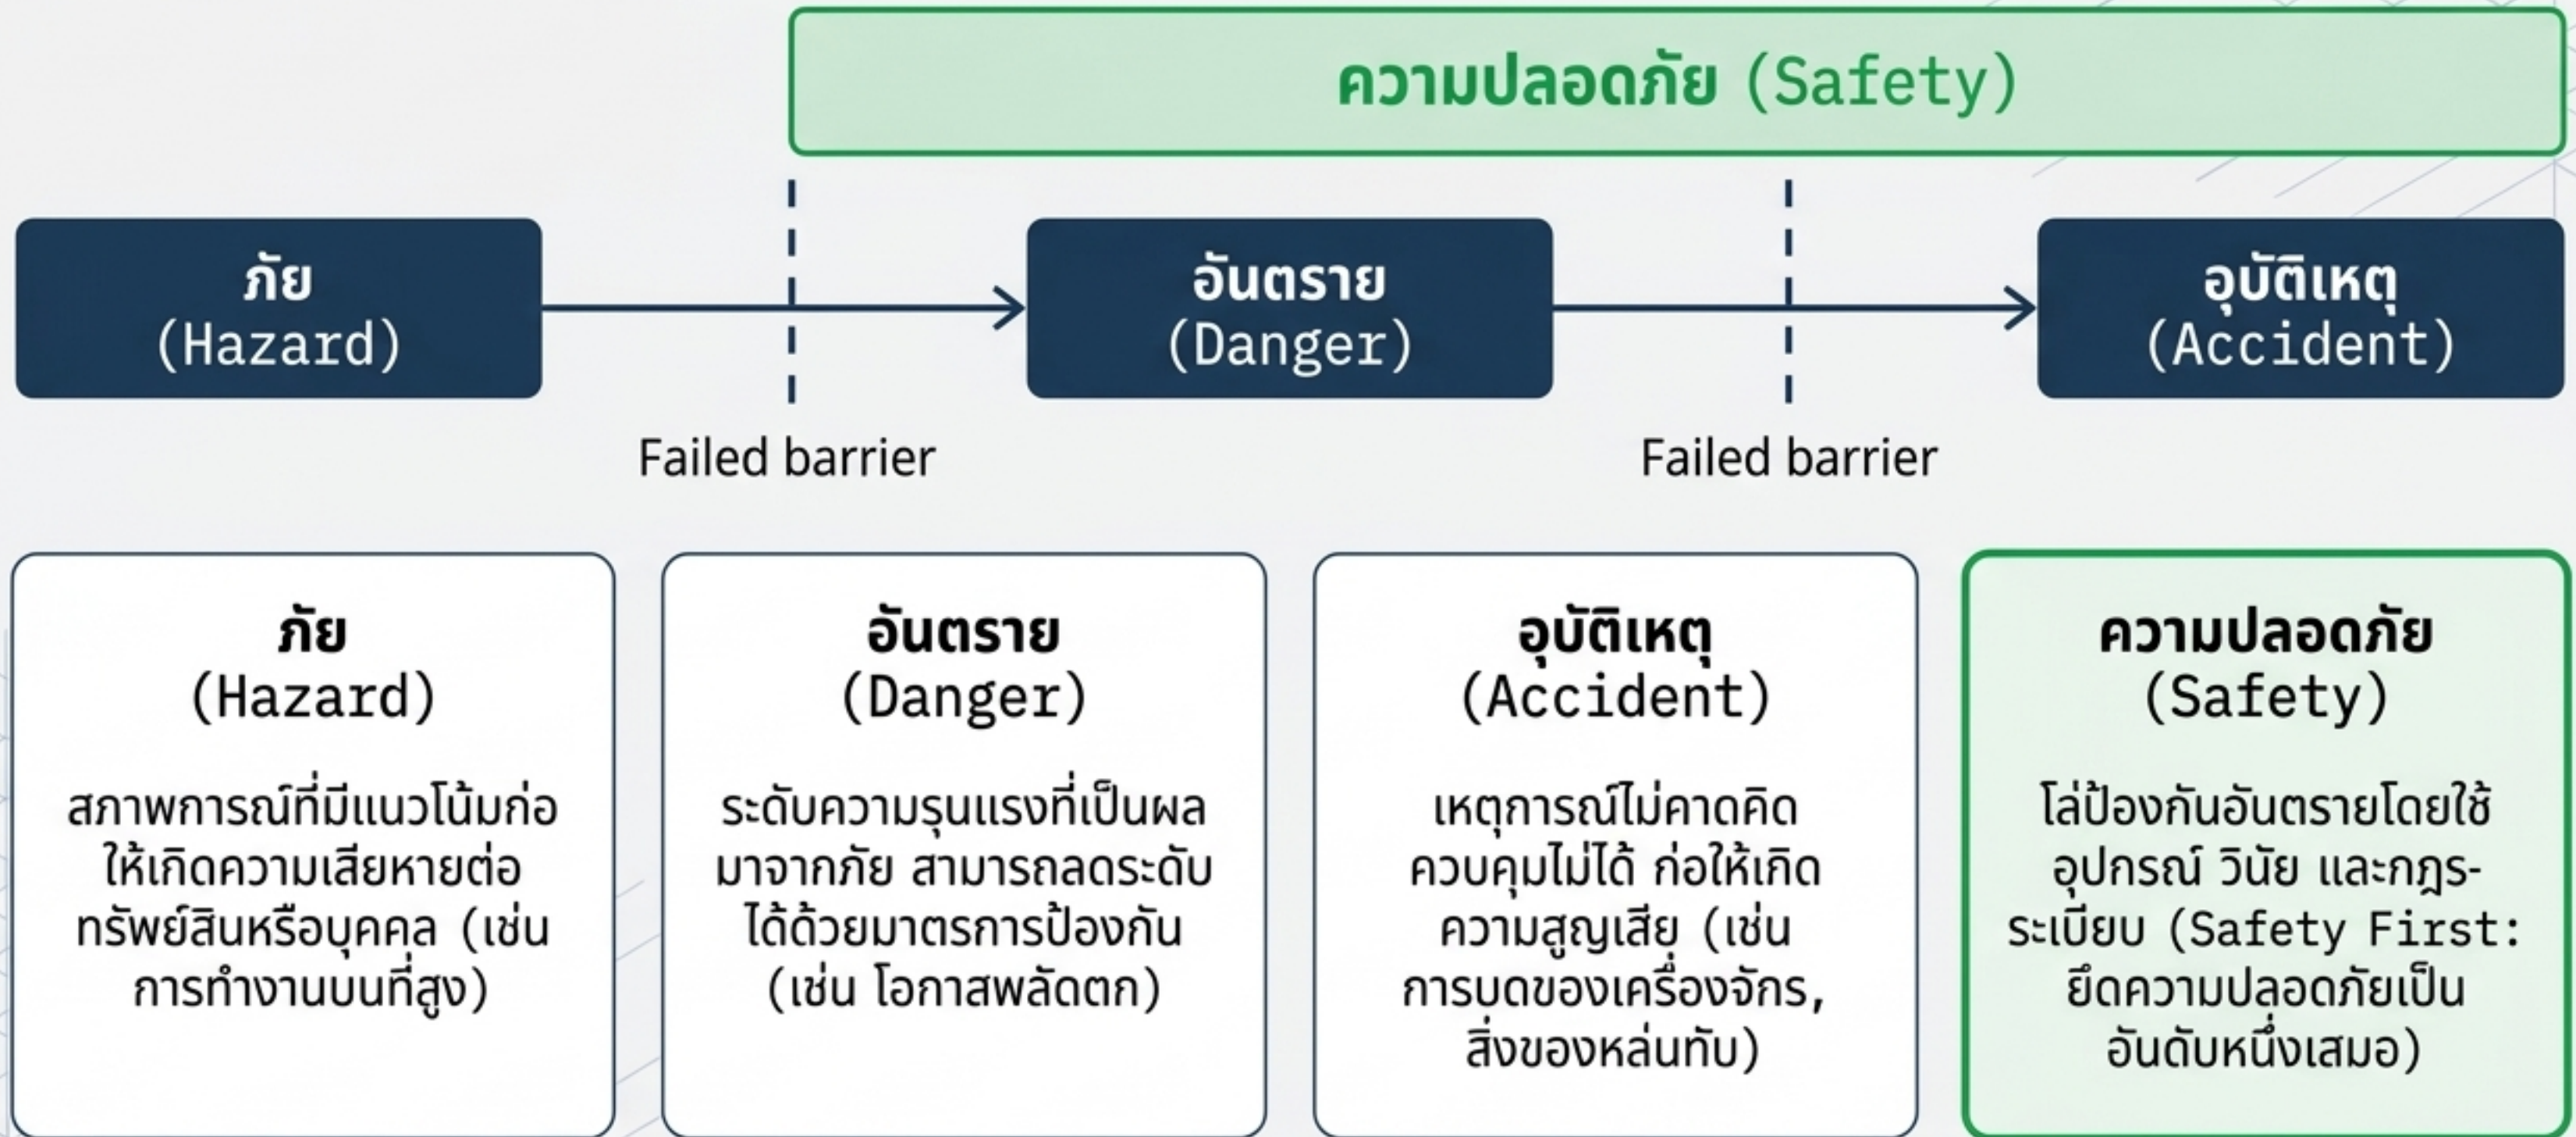 ความปลอดภัย (Safety)
ภัย
(Hazard)
อันตราย
(Danger)
อุบัติเหตุ
(Accident)
Failed barrier
Failed barrier
ภัย
(Hazard)
สภาพการณ์ที่มีแนวโน้มก่อ
ให้เกิดความเสียหายต่อ
ทรัพย์สินหรือบุคคล (เช่น
การทำงานบนที่สูง)
อันตราย
(Danger)
ระดับความรุนแรงที่เป็นผล
มาจากภัย สามารถลดระดับ
ได้ด้วยมาตรการป้องกัน
(เช่น โอกาสพลัดตก)
อุบัติเหตุ
(Accident)
เหตุการณ์ไม่คาดคิด
ควบคุมไม่ได้ ก่อให้เกิด
ความสูญเสีย (เช่น
การบดของเครื่องจักร,
สิ่งของหล่นทับ)
ความปลอดภัย
(Safety)
โล่ป้องกันอันตรายโดยใช้
อุปกรณ์ วินัย และกฎร-
ระเบียบ (Safety First:
ยึดความปลอดภัยเป็น
อันดับหนึ่งเสมอ)